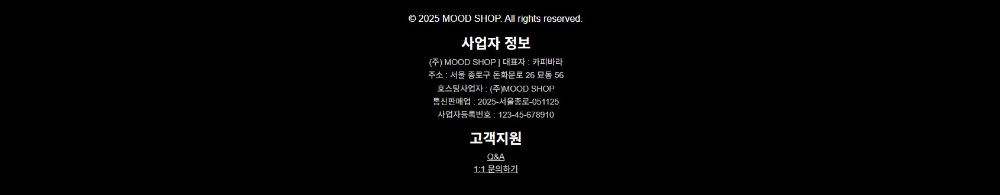 © 2025 MOOD SHOP. All rights reserved.
사업자 정보
(주) MOOD SHOP | 대표자 : 카피바라
주소 : 서울 종로구 돈화문로 26 묘동 56
호스팅사업자 : (주)MOOD SHOP
통신판매업 : 2025-서울종로-051125
사업자등록번호 : 123-45-678910
고객지원
Q&A
1:1 문의하기